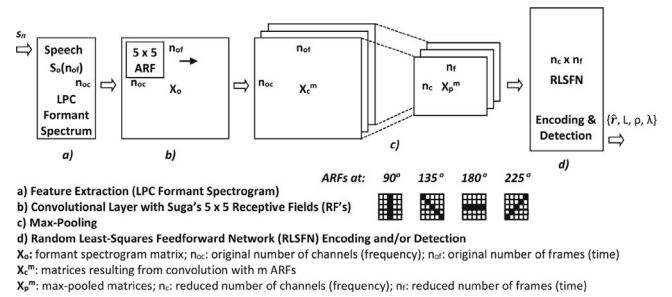 sn
Speech
So(nof)
noc
LPC
Formant
Spectrum
a)
5 x 5
ARF
nof
noc
Xo
b)
nof
noc
Xcm
c)
nf
nc Xpm
nc x nf
RLSFN
Encoding &
Detection
{r̂, L, ρ, λ}
d)
ARFs at: 90º 135º 180º 225º
a) Feature Extraction (LPC Formant Spectrogram)
b) Convolutional Layer with Suga's 5 x 5 Receptive Fields (RF's)
c) Max-Pooling
d) Random Least-Squares Feedforward Network (RLSFN) Encoding and/or Detection
Xo: formant spectrogram matrix; noc: original number of channels (frequency); nof: original number of frames (time)
Xcm: matrices resulting from convolution with m ARFs
Xpm: max-pooled matrices; nc: reduced number of channels (frequency); nf: reduced number of frames (time)